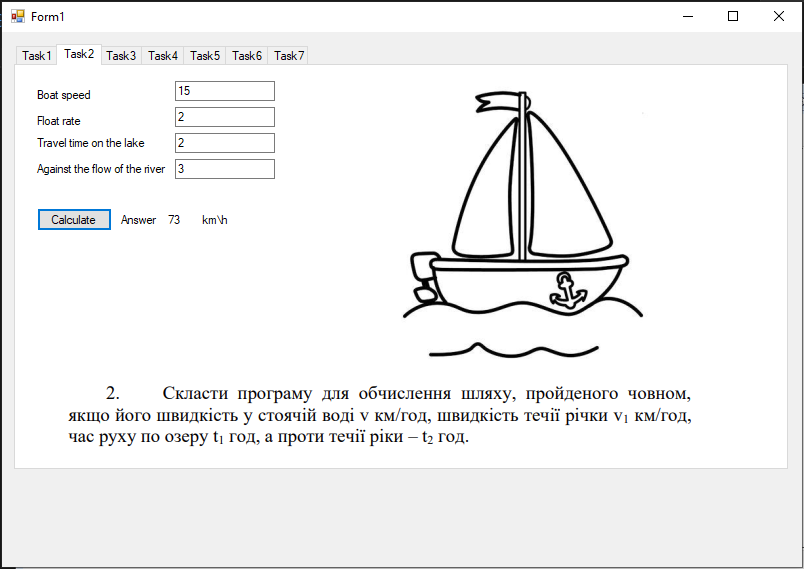 Form1
Task1 Task2 Task3 Task4 Task5 Task6 Task7
Boat speed 15
Float rate 2
Travel time on the lake 2
Against the flow of the river 3
Calculate Answer 73 km\h
2. Скласти програму для обчислення шляху, пройденого човном,
якщо його швидкість у стоячій воді v км/год, швидкість течії річки v₁ км/год,
час руху по озеру t₁ год, а проти течії ріки – t₂ год.